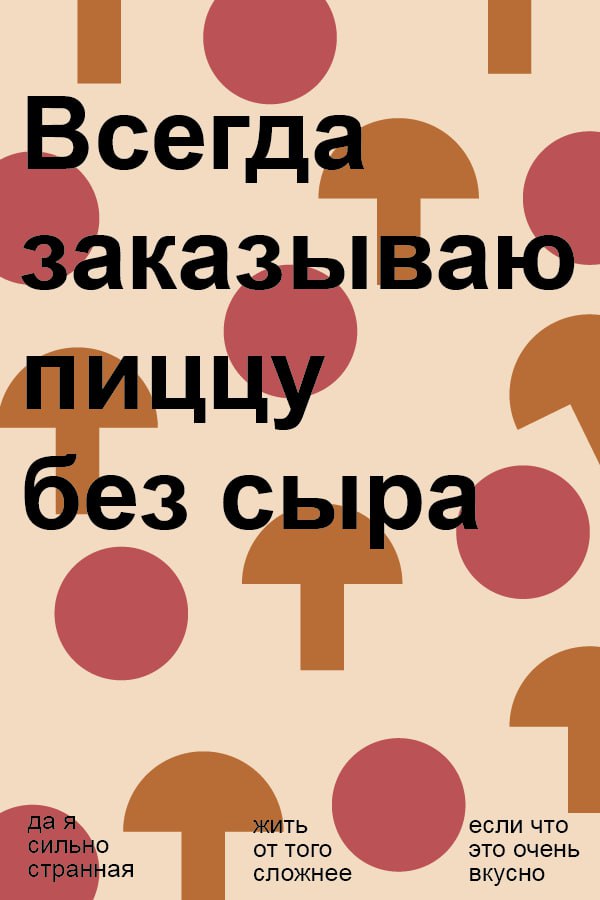 Всегда
заказываю
пиццу
без сыра
да я
сильно
странная
жить
от того
сложнее
если что
это очень
вкусно